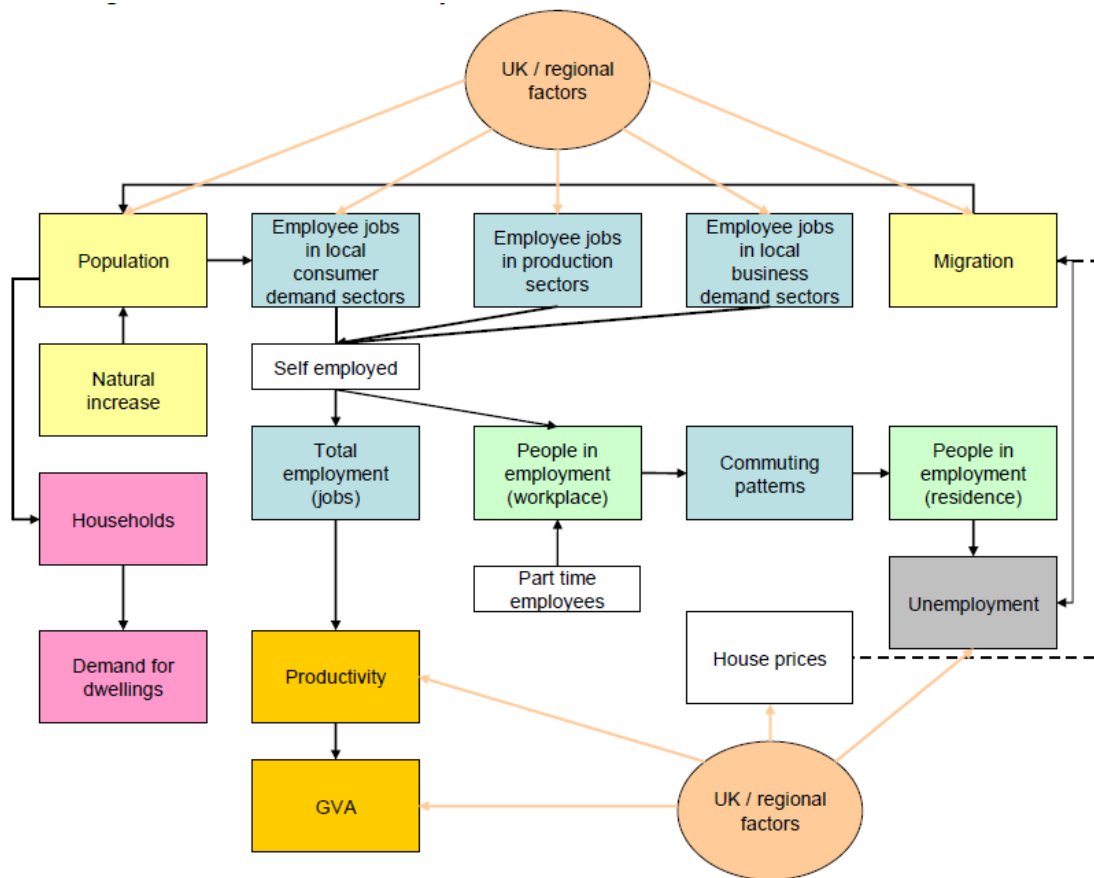 UK / regional
factors
Population
Employee jobs
in local
consumer
demand sectors
Employee jobs
in production
sectors
Employee jobs
in local
business
demand sectors
Migration
Natural
increase
Self employed
Total
employment
(jobs)
People in
employment
(workplace)
Commuting
patterns
People in
employment
(residence)
Households
Part time
employees
Unemployment
Demand for
dwellings
Productivity
House prices
GVA
UK / regional
factors